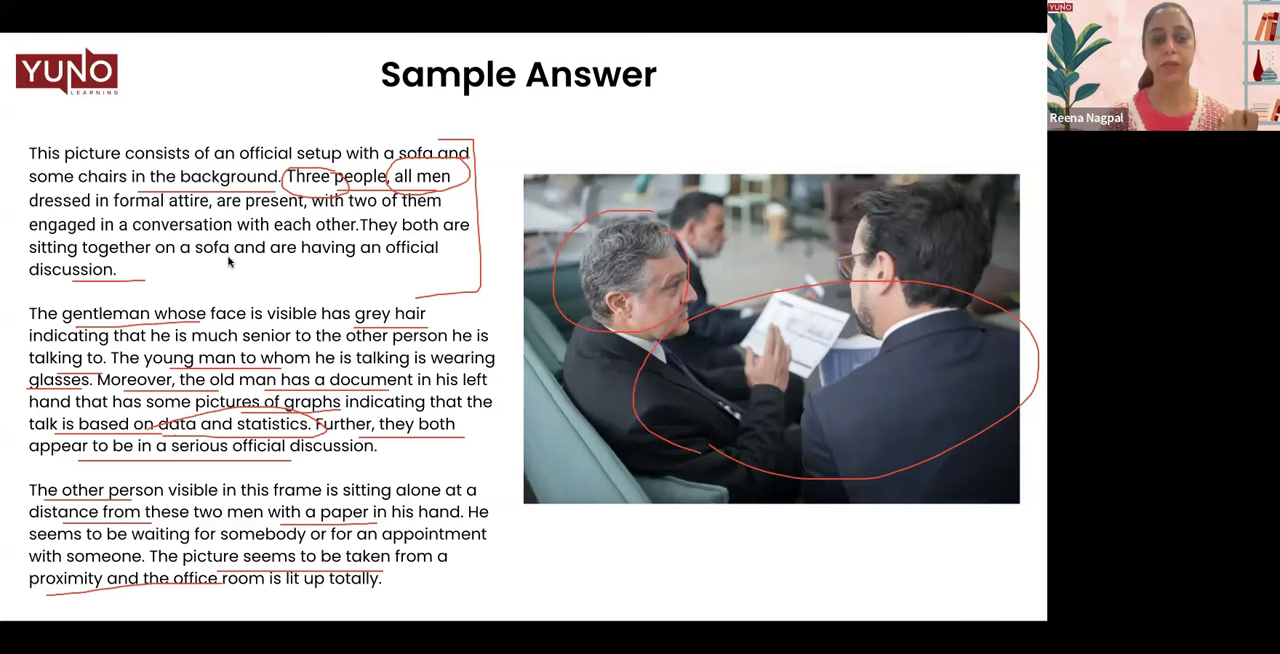 YUNO
LEARNING
Sample Answer
This picture consists of an official setup with a sofa and
some chairs in the background. Three people, all men
dressed in formal attire, are present, with two of them
engaged in a conversation with each other.They both are
sitting together on a sofa and are having an official
discussion.
The gentleman whose face is visible has grey hair
indicating that he is much senior to the other person he is
talking to. The young man to whom he is talking is wearing
glasses. Moreover, the old man has a document in his left
hand that has some pictures of graphs indicating that the
talk is based on data and statistics. Further, they both
appear to be in a serious official discussion.
The other person visible in this frame is sitting alone at a
distance from these two men with a paper in his hand. He
seems to be waiting for somebody or for an appointment
with someone. The picture seems to be taken from a
proximity and the office room is lit up totally.
YUNO
Reena Nagpal